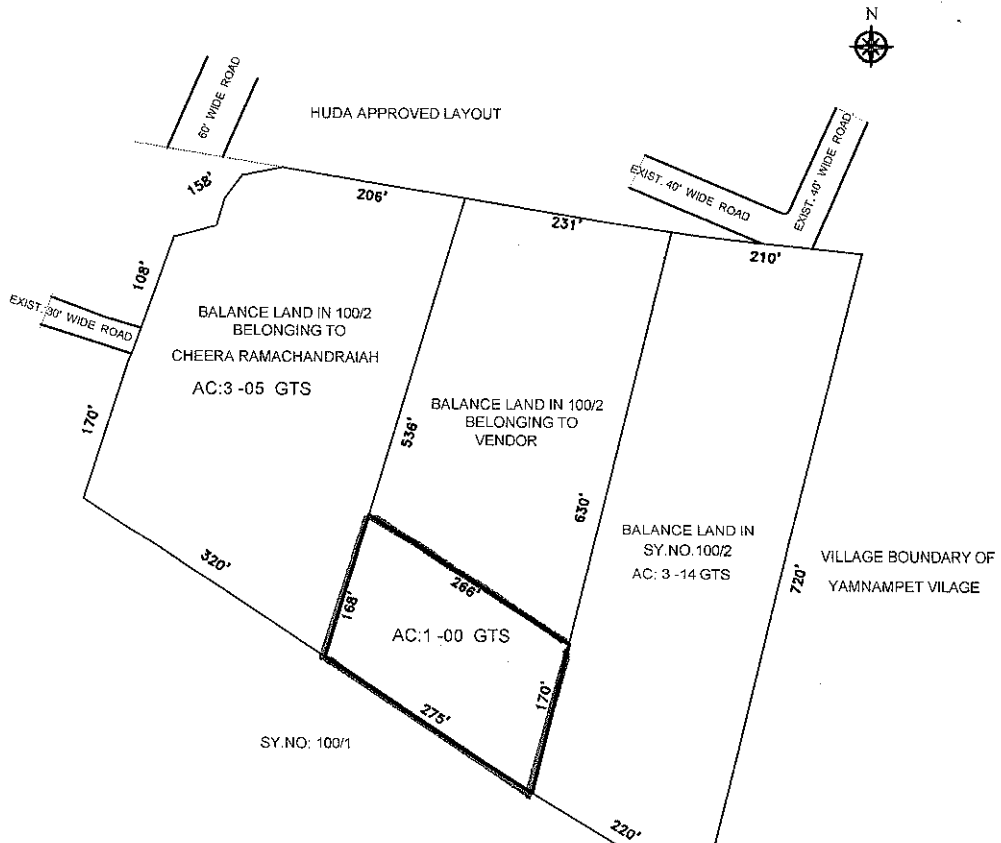 N
60' WIDE ROAD
HUDA APPROVED LAYOUT
158'
206'
231'
EXIST. 40' WIDE ROAD
EXIST. 40' WIDE ROAD
210'
108'
EXIST. 30' WIDE ROAD
BALANCE LAND IN 100/2
BELONGING TO
CHEERA RAMACHANDRAIAH
AC:3 -05 GTS
170'
536'
BALANCE LAND IN 100/2
BELONGING TO
VENDOR
630'
BALANCE LAND IN
SY.NO.100/2
AC: 3 -14 GTS
720'
VILLAGE BOUNDARY OF
YAMNAMPET VILAGE
320'
168'
266'
AC:1 -00 GTS
170'
275'
SY.NO: 100/1
220'